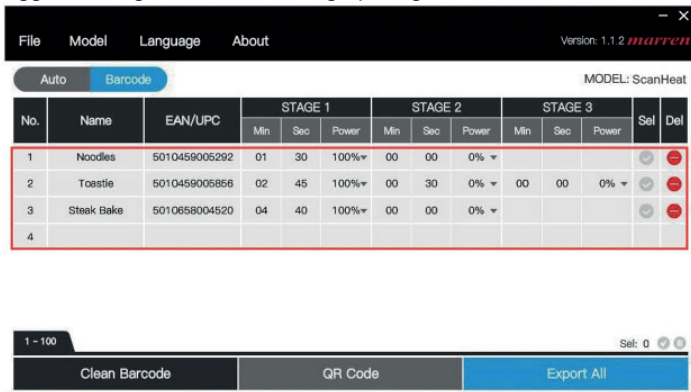 File Model Language About Version: 1.1.2 marren
Auto Barcode MODEL: ScanHeat
No. Name EAN/UPC STAGE 1 STAGE 2 STAGE 3 Sel Del
Min Sec Power Min Sec Power Min Sec Power
1 Noodles 5010459005292 01 30 100% 00 00 0%
2 Toastie 5010459005856 02 45 100% 00 30 0% 00 00 0%
3 Steak Bake 5010658004520 04 40 100% 00 00 0%
4
1 - 100 Sel: 0
Clean Barcode QR Code Export All